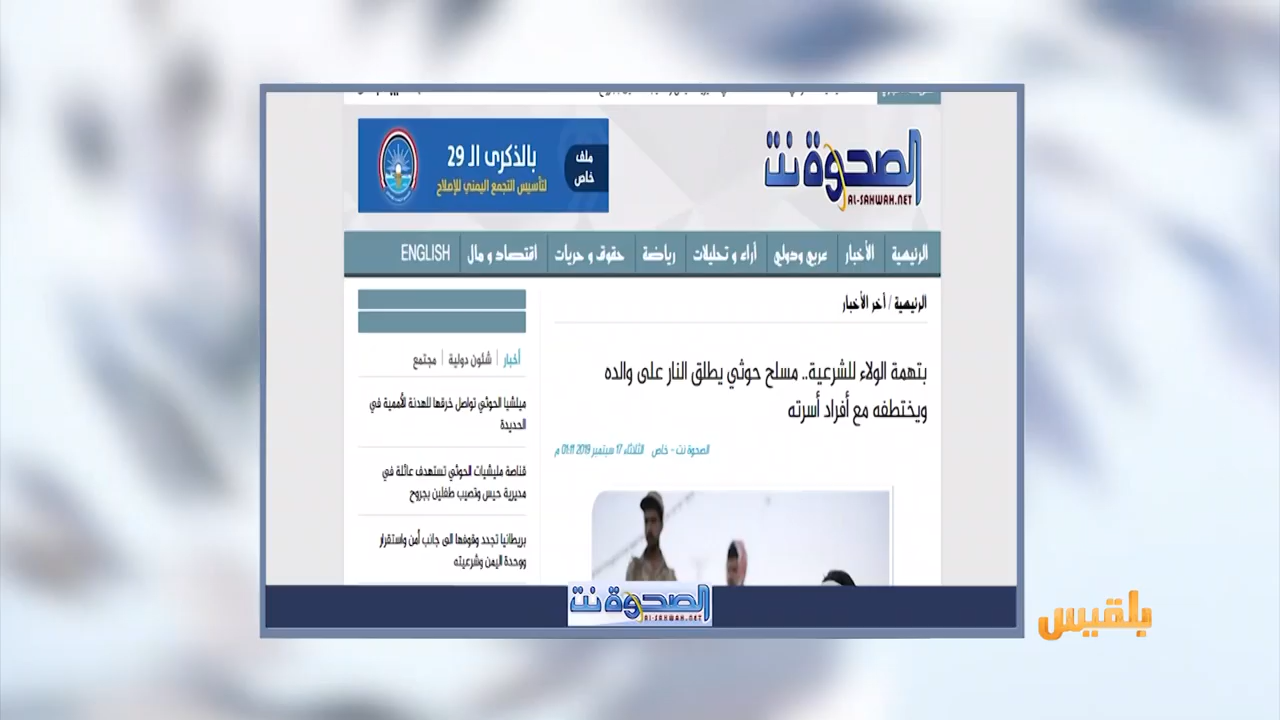 الصحوة نت
AL-SAHWAH.NET
ملف خاص
بالذكرى الـ 29
لتأسيس التجمع اليمني للإصلاح
الرئيسية
الأخبار
عربي ودولي
آراء و تحليلات
رياضة
حقوق و حريات
اقتصاد و مال
ENGLISH
الرئيسية / آخر الأخبار
بتهمة الولاء للشرعية.. مسلح حوثي يطلق النار على والده
ويختطفه مع أفراد أسرته
الصحوة نت - خاص الثلاثاء 17 سبتمبر 2019 01:11 م
أخبار
شئون دولية
مجتمع
ميلشيا الحوثي تواصل خرقها للهدنة الأممية في
الحديدة
قناصة مليشيات الحوثي تستهدف عائلة في
مديرية حيس وتصيب طفلين بجروح
بريطانيا تجدد وقوفها الى جانب أمن واستقرار
ووحدة اليمن وشرعيته
الصحوة نت
AL-SAHWAH.NET
بلقيس